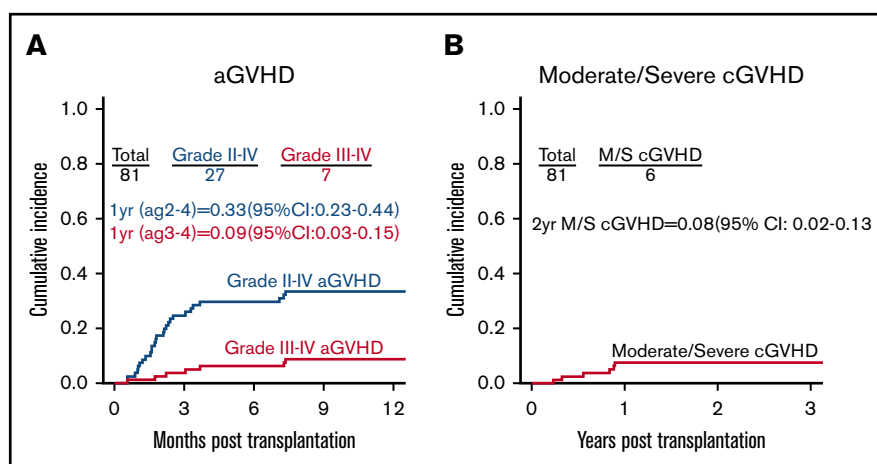 A
aGVHD
Cumulative incidence
1.0
0.8
0.6
0.4
0.2
0.0
Total Grade II-IV Grade III-IV
81 27 7
1yr (ag2-4)=0.33(95%CI:0.23-0.44)
1yr (ag3-4)=0.09(95%CI:0.03-0.15)
Grade II-IV aGVHD
Grade III-IV aGVHD
0 3 6 9 12
Months post transplantation
B
Moderate/Severe cGVHD
Cumulative incidence
1.0
0.8
0.6
0.4
0.2
0.0
Total M/S cGVHD
81 6
2yr M/S cGVHD=0.08(95% CI: 0.02-0.13
Moderate/Severe cGVHD
0 1 2 3
Years post transplantation